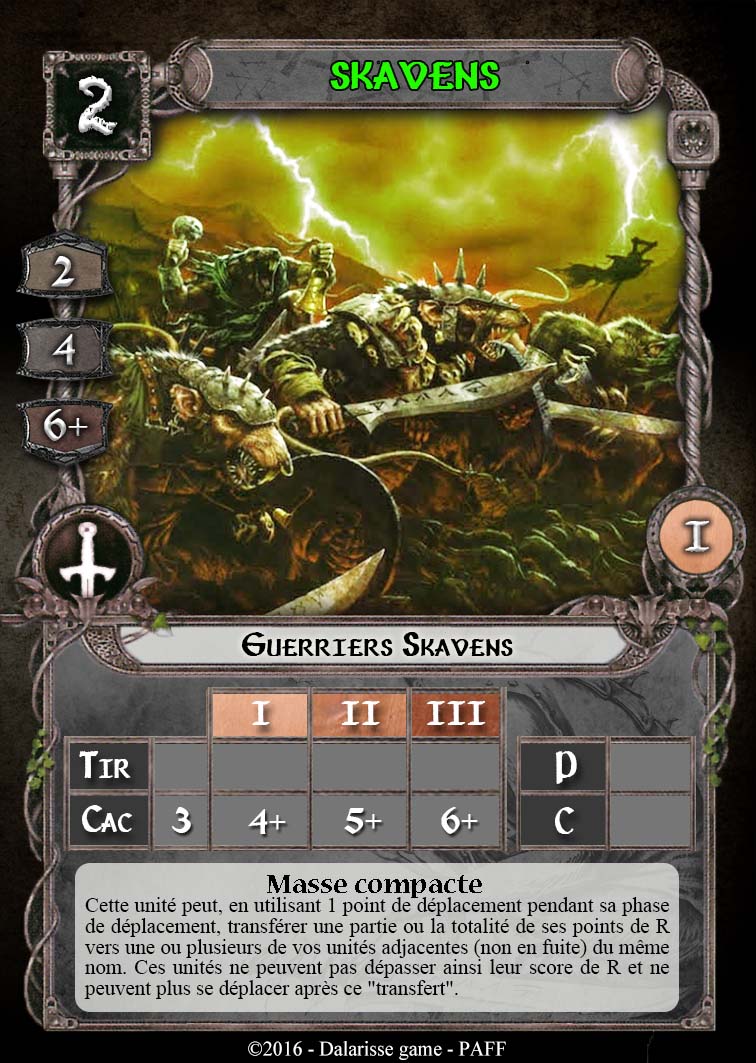 SKAVENS
2
2
4
6+
I
Guerriers Skavens
I II III
Tir
Cac 3 4+ 5+ 6+
P
C
Masse compacte
Cette unité peut, en utilisant 1 point de déplacement pendant sa phase
de déplacement, transférer une partie ou la totalité de ses points de R
vers une ou plusieurs de vos unités adjacentes (non en fuite) du même
nom. Ces unités ne peuvent pas dépasser ainsi leur score de R et ne
peuvent plus se déplacer après ce "transfert".
©2016 - Dalarisse game - PAFF